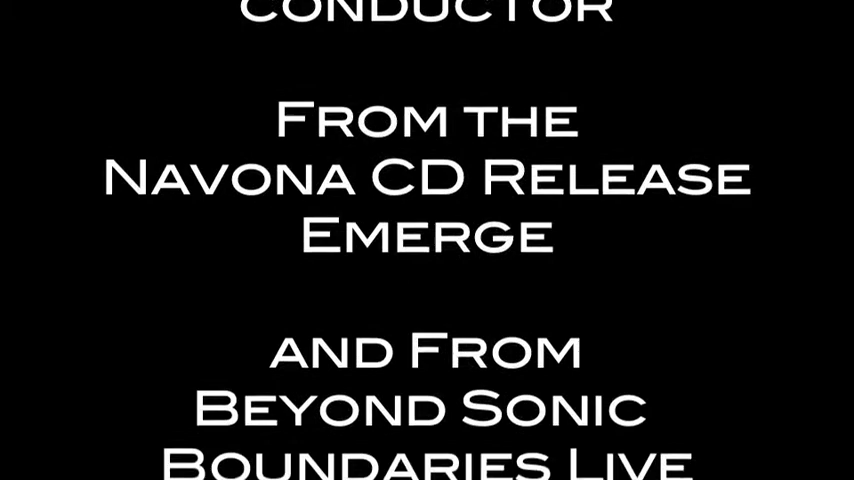 CONDUCTOR
FROM THE
NAVONA CD RELEASE
EMERGE
AND FROM
BEYOND SONIC
BOUNDARIES LIVE